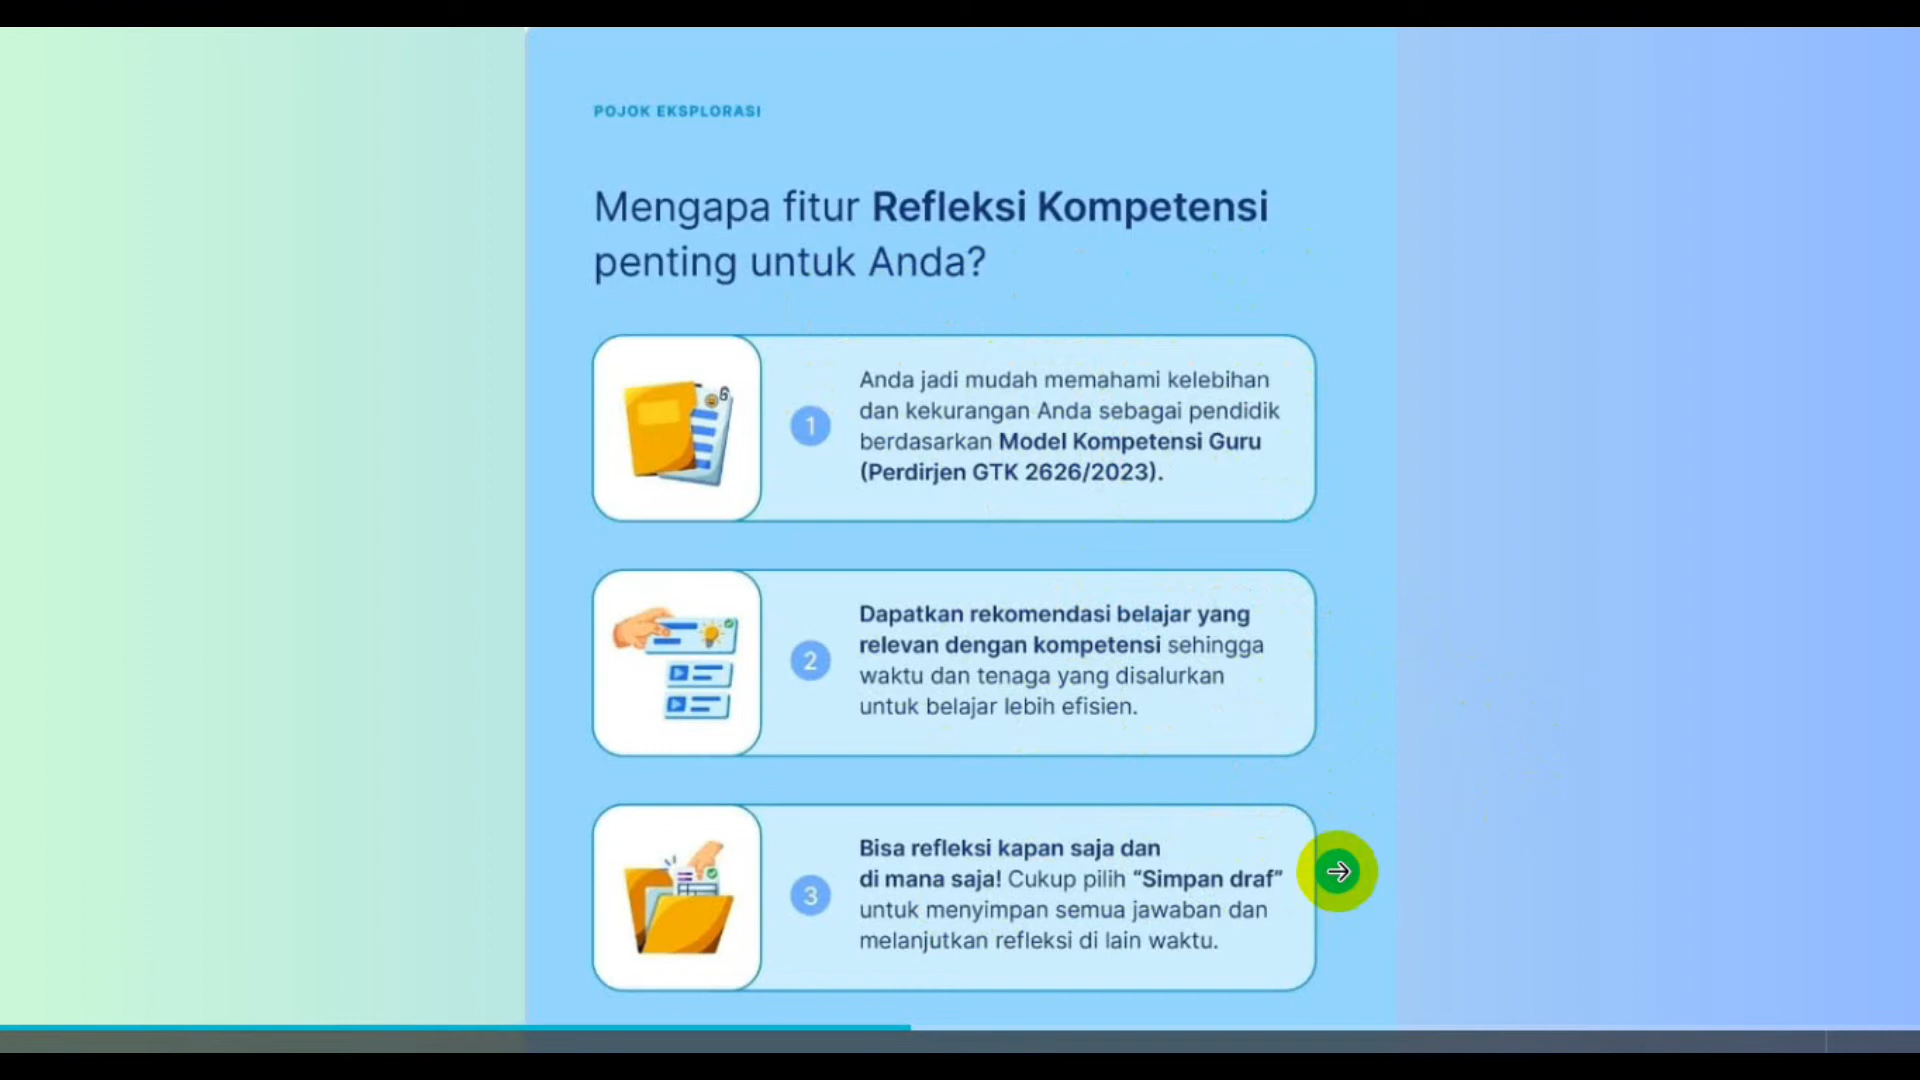 POJOK EKSPLORASI
Mengapa fitur Refleksi Kompetensi
penting untuk Anda?
1
Anda jadi mudah memahami kelebihan
dan kekurangan Anda sebagai pendidik
berdasarkan Model Kompetensi Guru
(Perdirjen GTK 2626/2023).
2
Dapatkan rekomendasi belajar yang
relevan dengan kompetensi sehingga
waktu dan tenaga yang disalurkan
untuk belajar lebih efisien.
3
Bisa refleksi kapan saja dan
di mana saja! Cukup pilih “Simpan draf”
untuk menyimpan semua jawaban dan
melanjutkan refleksi di lain waktu.